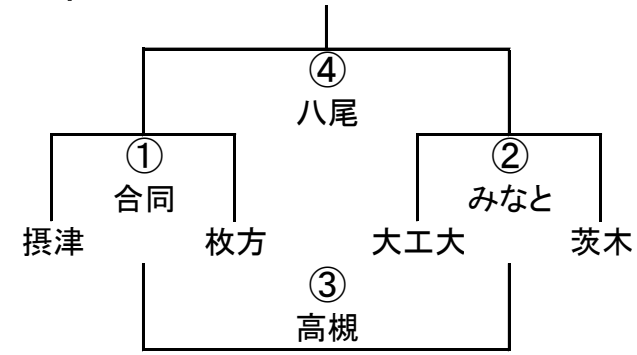 ④
八尾
① ②
合同 みなと
摂津 枚方 大工大 茨木
③
高槻